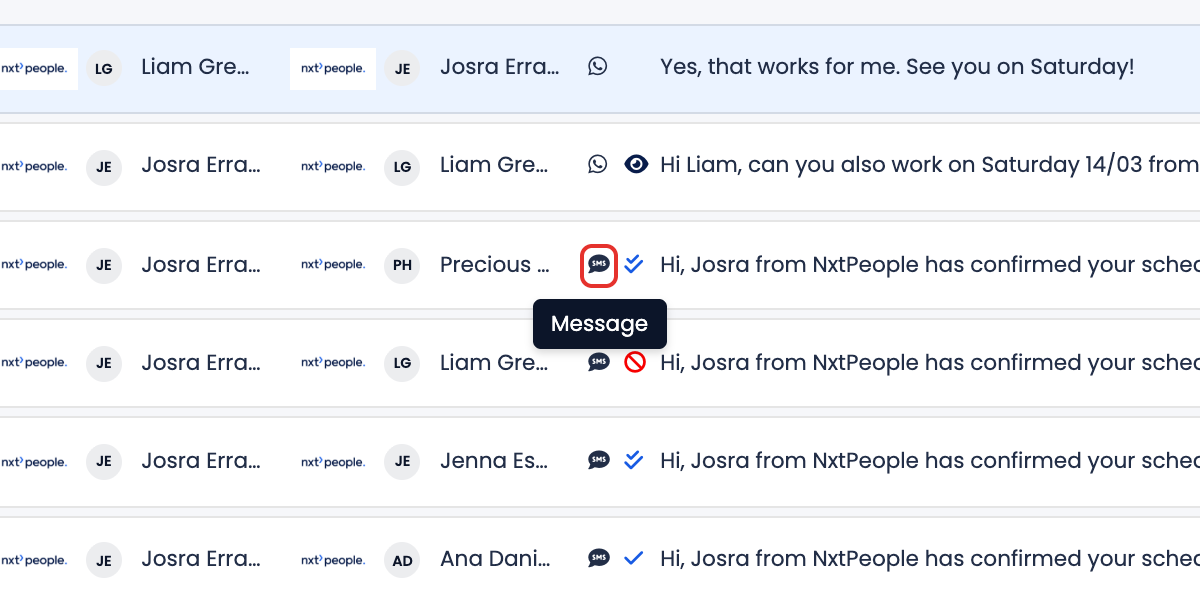 nxt›people. LG Liam Gre... nxt›people. JE Josra Erra... Yes, that works for me. See you on Saturday!
nxt›people. JE Josra Erra... nxt›people. LG Liam Gre... Hi Liam, can you also work on Saturday 14/03 from
nxt›people. JE Josra Erra... nxt›people. PH Precious ... SMS Hi, Josra from NxtPeople has confirmed your sched
Message
nxt›people. JE Josra Erra... nxt›people. LG Liam Gre... SMS Hi, Josra from NxtPeople has confirmed your sched
nxt›people. JE Josra Erra... nxt›people. JE Jenna Es... SMS Hi, Josra from NxtPeople has confirmed your sched
nxt›people. JE Josra Erra... nxt›people. AD Ana Dani... SMS Hi, Josra from NxtPeople has confirmed your sched